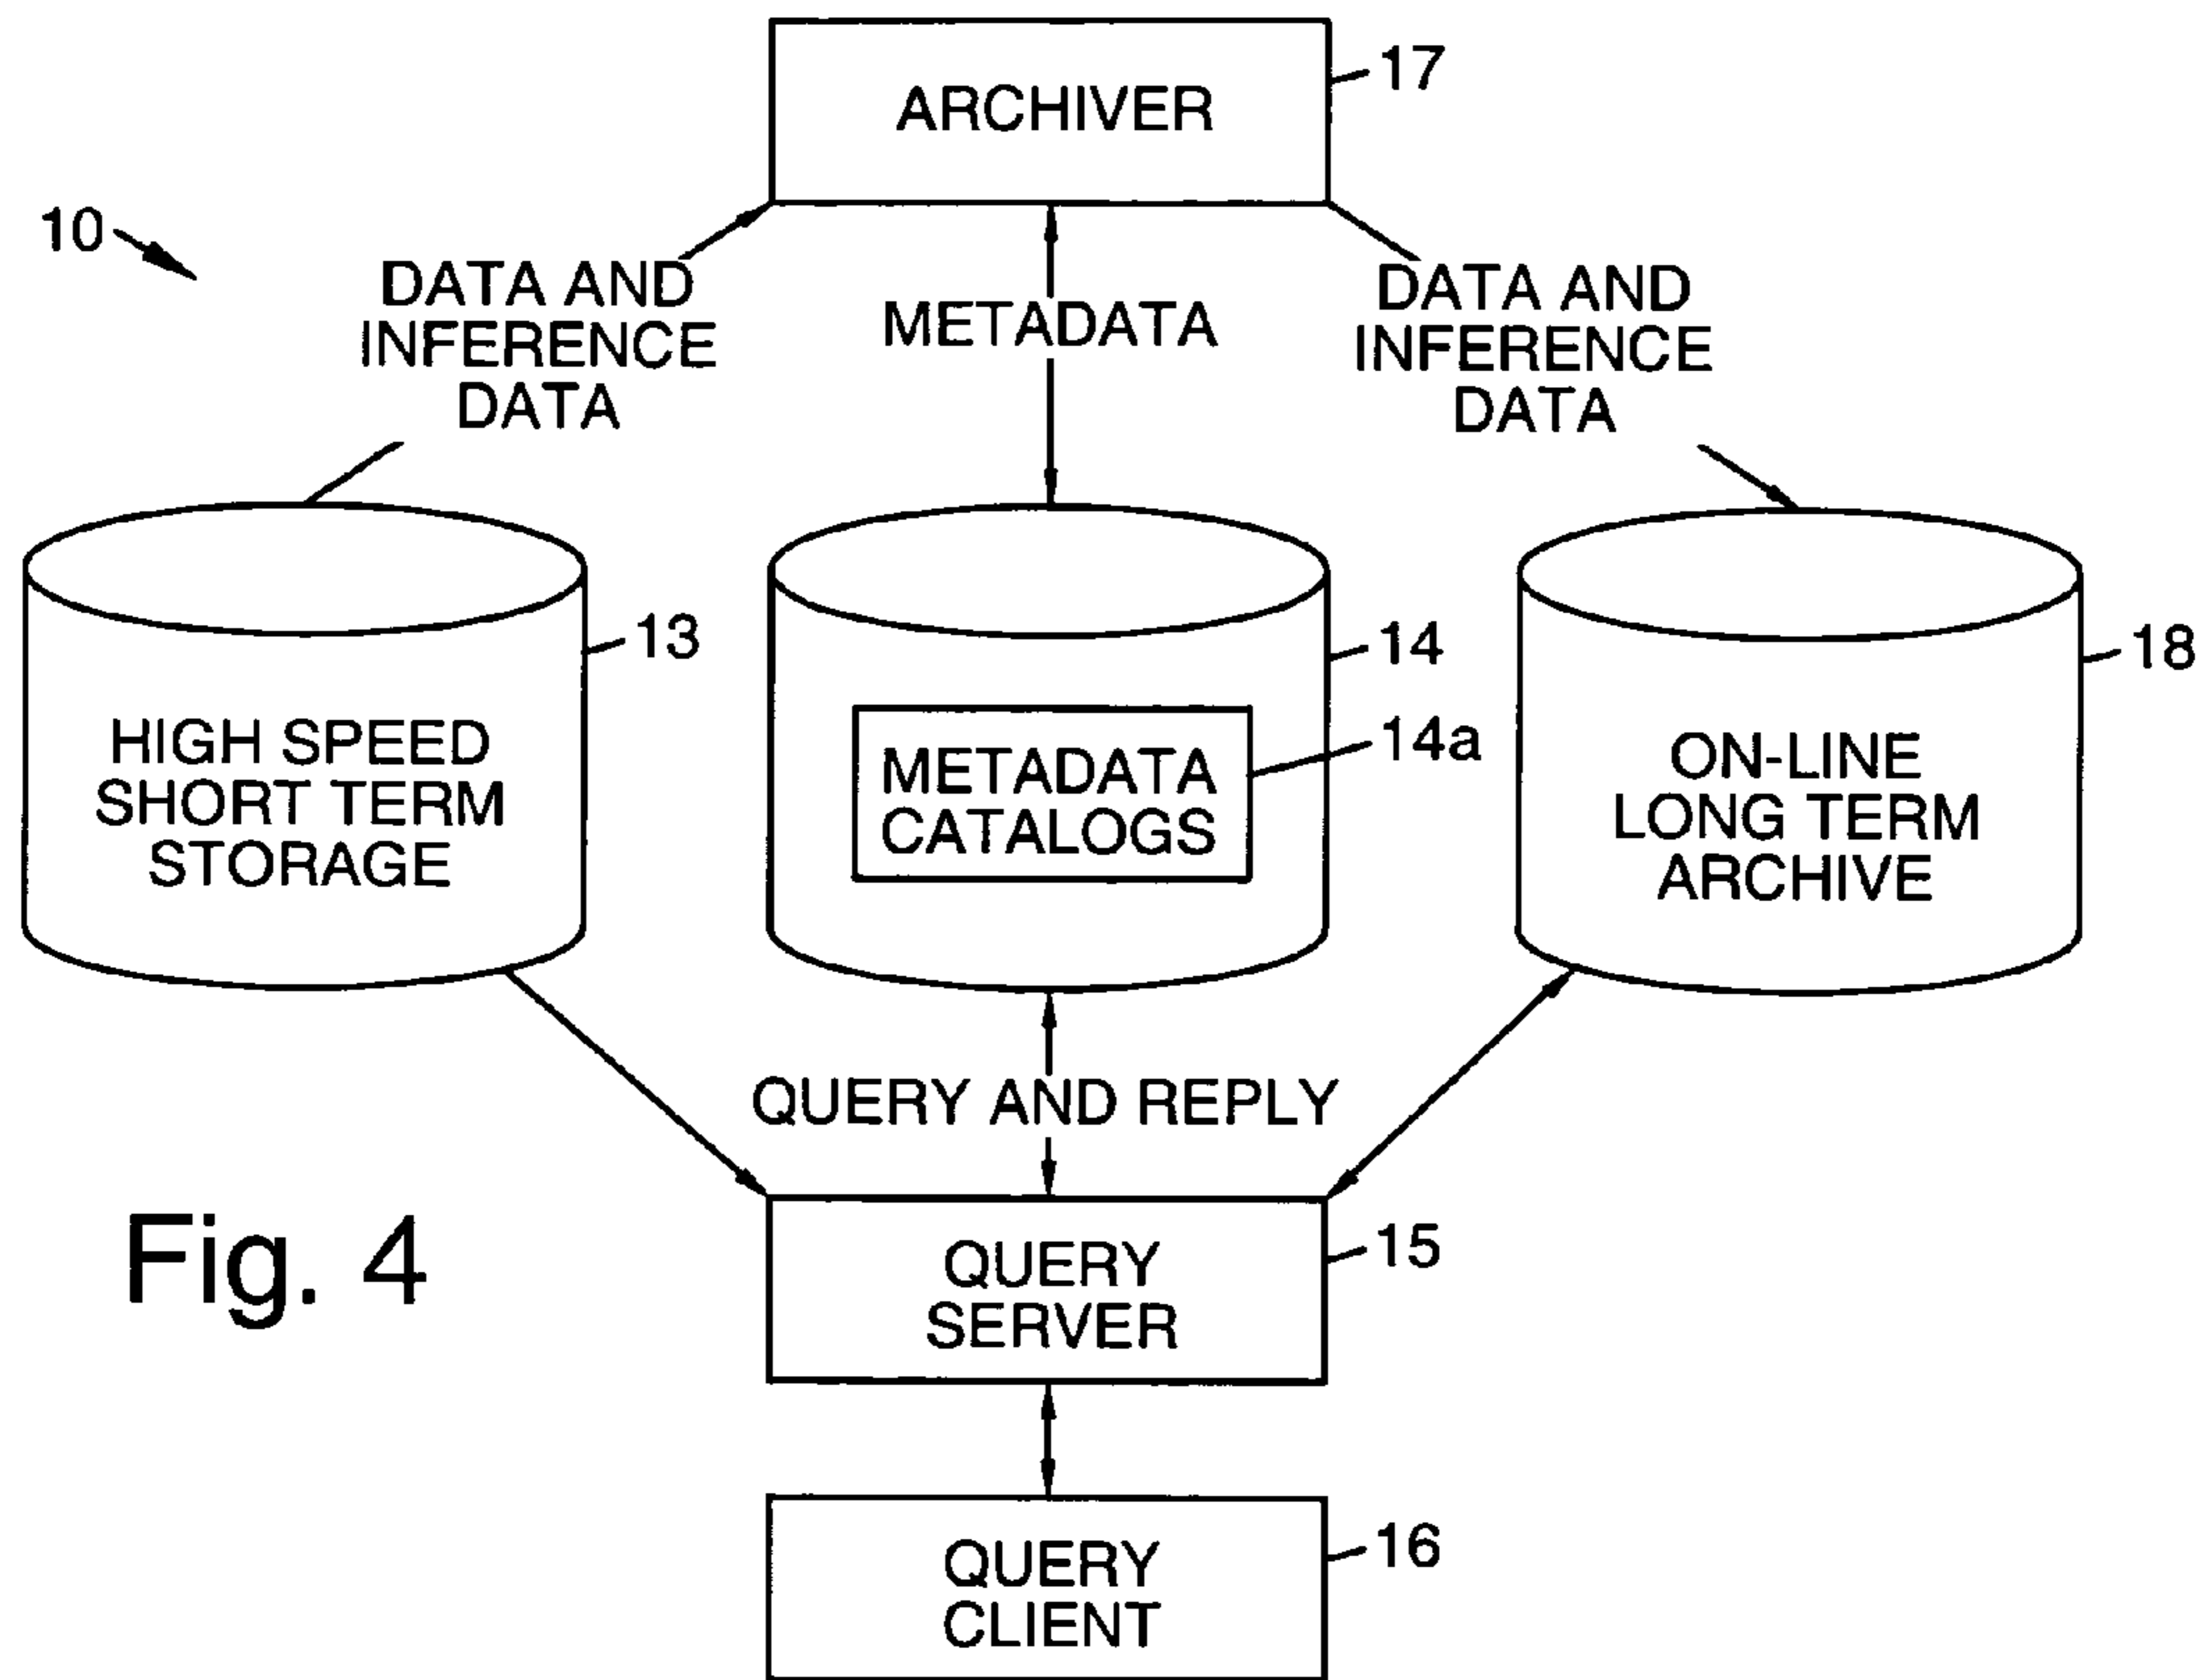 ARCHIVER
17
10
DATA AND
INFERENCE
DATA
METADATA
DATA AND
INFERENCE
DATA
13
14
18
HIGH SPEED
SHORT TERM
STORAGE
METADATA
CATALOGS
14a
ON-LINE
LONG TERM
ARCHIVE
QUERY AND REPLY
Fig. 4
QUERY
SERVER
15
QUERY
CLIENT
16